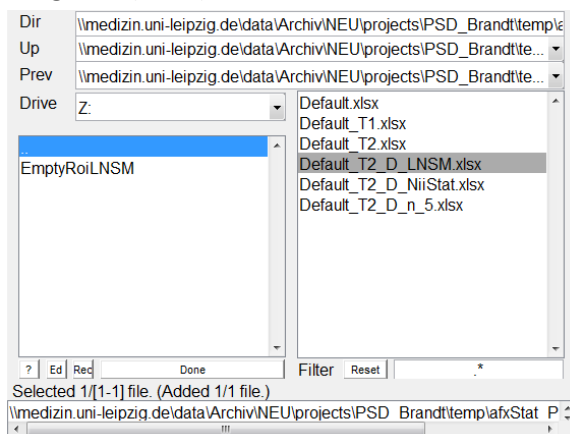 Dir \\medizin.uni-leipzig.de\data\Archiv\NEU\projects\PSD_Brandt\temp\a
Up \\medizin.uni-leipzig.de\data\Archiv\NEU\projects\PSD_Brandt\te...
Prev \\medizin.uni-leipzig.de\data\Archiv\NEU\projects\PSD_Brandt\te...
Drive Z:
..
EmptyRoiLNSM
Default.xlsx
Default_T1.xlsx
Default_T2.xlsx
Default_T2_D_LNSM.xlsx
Default_T2_D_NiiStat.xlsx
Default_T2_D_n_5.xlsx
? Ed Rec Done Filter Reset .*
Selected 1/[1-1] file. (Added 1/1 file.)
\\medizin.uni-leipzig.de\data\Archiv\NEU\projects\PSD_Brandt\temp\afxStat_P